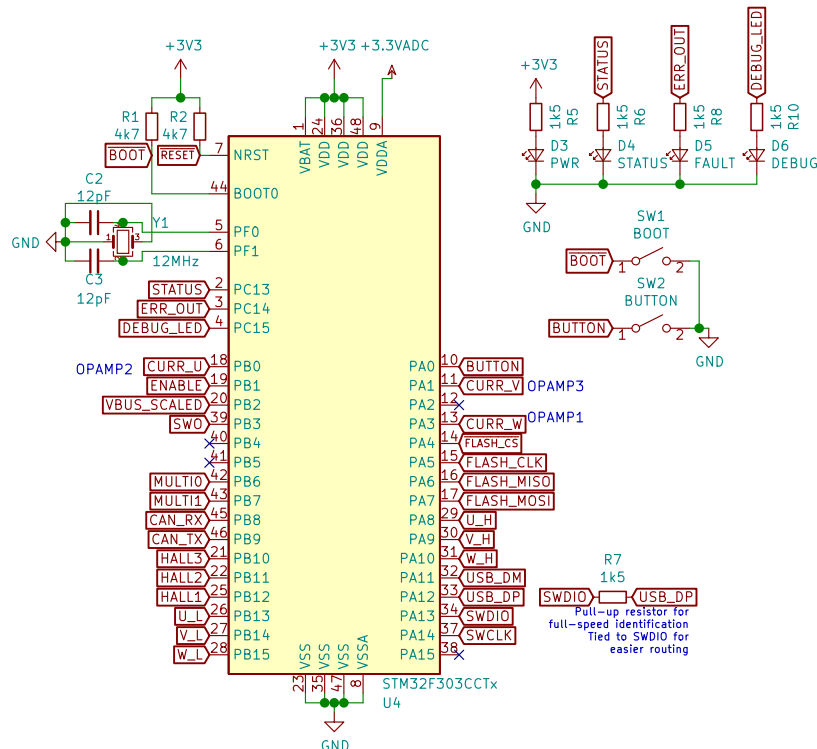 +3V3
+3V3
+3.3VADC
R1
4k7
R2
4k7
BOOT
RESET
7
NRST
44
BOOT0
1
VBAT
24
VDD
36
VDD
48
VDD
9
VDDA
C2
12pF
GND
Y1
1
3
12MHz
C3
12pF
5
PF0
6
PF1
STATUS
2
PC13
ERR_OUT
3
PC14
DEBUG_LED
4
PC15
OPAMP2
CURR_U
18
PB0
ENABLE
19
PB1
VBUS_SCALED
20
PB2
SWO
39
PB3
40
PB4
41
PB5
MULTI0
42
PB6
MULTI1
43
PB7
CAN_RX
45
PB8
CAN_TX
46
PB9
HALL3
21
PB10
HALL2
22
PB11
HALL1
25
PB12
U_L
26
PB13
V_L
27
PB14
W_L
28
PB15
PA0
10
BUTTON
PA1
11
CURR_V
OPAMP3
PA2
12
PA3
13
CURR_W
OPAMP1
PA4
14
FLASH_CS
PA5
15
FLASH_CLK
PA6
16
FLASH_MISO
PA7
17
FLASH_MOSI
PA8
29
U_H
PA9
30
V_H
PA10
31
W_H
PA11
32
USB_DM
PA12
33
USB_DP
PA13
34
SWDIO
PA14
37
SWCLK
PA15
38
VSS
23
VSS
35
VSS
47
VSSA
8
STM32F303CCTx
U4
GND
+3V3
STATUS
ERR_OUT
DEBUG_LED
1k5
R5
1k5
R6
1k5
R8
1k5
R10
D3
PWR
D4
STATUS
D5
FAULT
D6
DEBUG
GND
SW1
BOOT
BOOT
1
2
SW2
BUTTON
BUTTON
1
2
GND
R7
1k5
SWDIO
USB_DP
Pull-up resistor for
full-speed identification
Tied to SWDIO for
easier routing